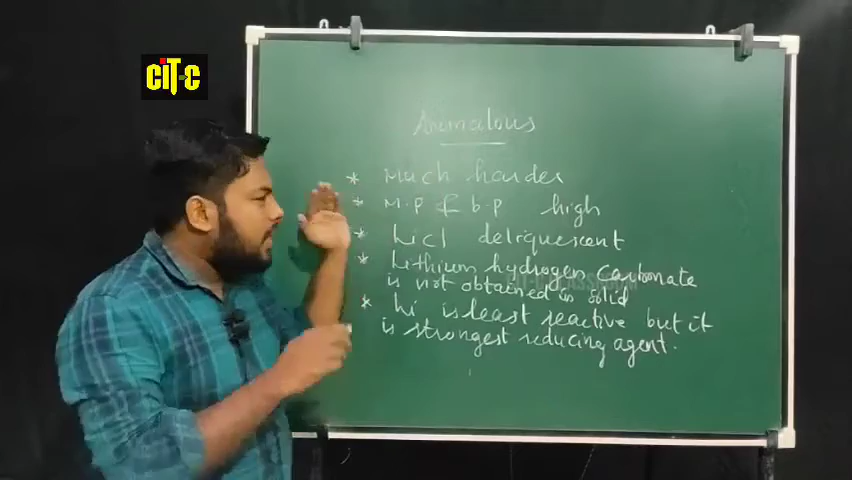 CiT-C
Anomalous
* Much harder
* M.P & b.p high
* Licl deliquescent
* Lithium hydrogen carbonate
is not obtained in solid
* Li is least reactive but it
is strongest reducing agent.